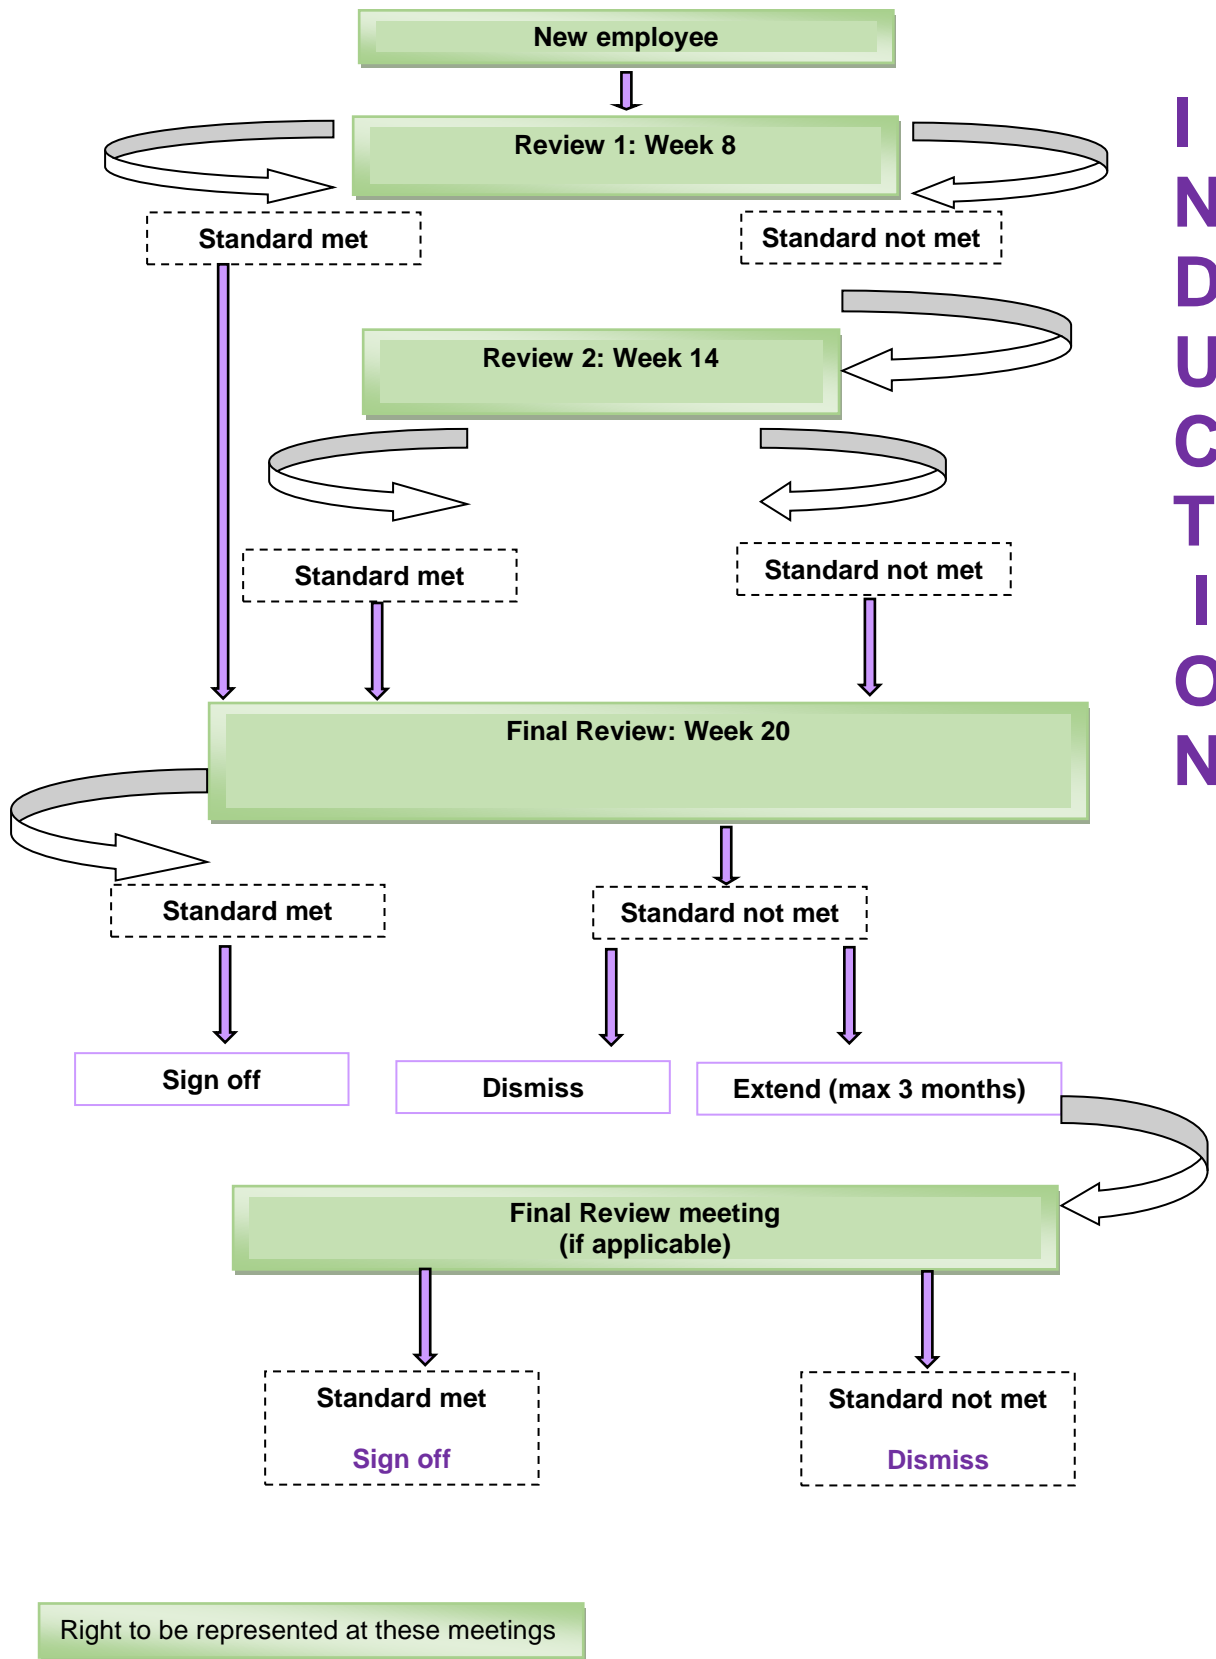 New employee
Review 1: Week 8
Standard met
Standard not met
Review 2: Week 14
Standard met
Standard not met
Final Review: Week 20
Standard met
Standard not met
Sign off
Dismiss
Extend (max 3 months)
Final Review meeting
(if applicable)
Standard met
Sign off
Standard not met
Dismiss
Right to be represented at these meetings
I
N
D
U
C
T
I
O
N